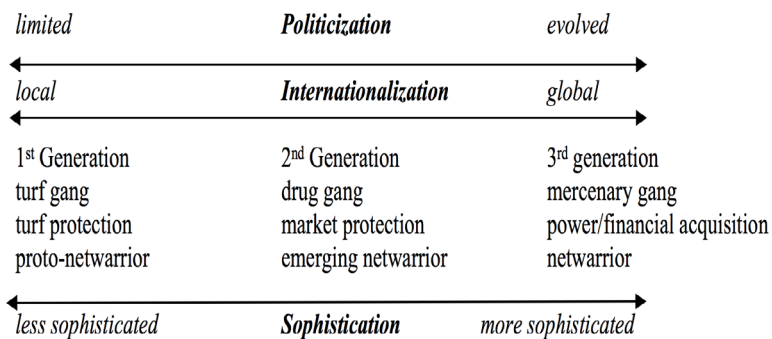 limited Politicization evolved
local Internationalization global
1st Generation 2nd Generation 3rd generation
turf gang drug gang mercenary gang
turf protection market protection power/financial acquisition
proto-netwarrior emerging netwarrior netwarrior
less sophisticated Sophistication more sophisticated